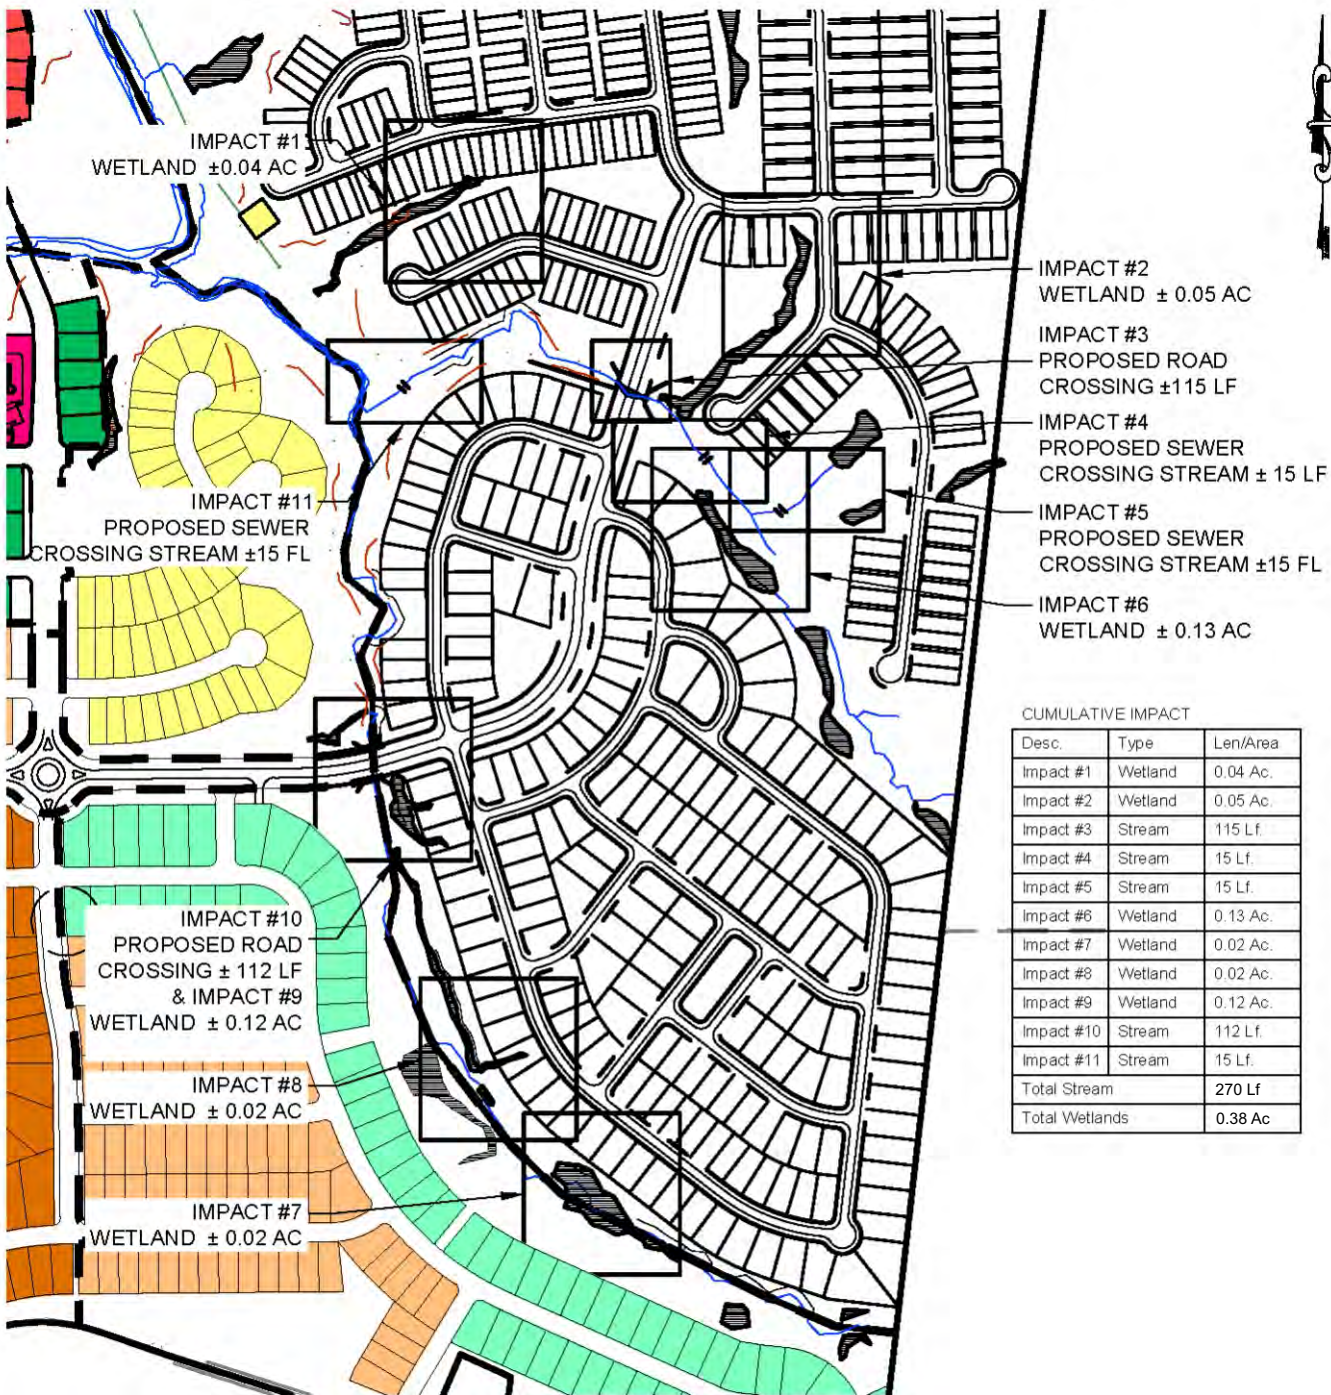 IMPACT #1
WETLAND ±0.04 AC
IMPACT #2
WETLAND ± 0.05 AC
IMPACT #3
PROPOSED ROAD
CROSSING ±115 LF
IMPACT #4
PROPOSED SEWER
CROSSING STREAM ± 15 LF
IMPACT #11
PROPOSED SEWER
CROSSING STREAM ±15 FL
IMPACT #5
PROPOSED SEWER
CROSSING STREAM ±15 FL
IMPACT #6
WETLAND ± 0.13 AC
IMPACT #10
PROPOSED ROAD
CROSSING ± 112 LF
& IMPACT #9
WETLAND ± 0.12 AC
IMPACT #8
WETLAND ± 0.02 AC
IMPACT #7
WETLAND ± 0.02 AC
CUMULATIVE IMPACT
Desc. Type Len/Area
Impact #1 Wetland 0.04 Ac.
Impact #2 Wetland 0.05 Ac.
Impact #3 Stream 115 Lf.
Impact #4 Stream 15 Lf.
Impact #5 Stream 15 Lf.
Impact #6 Wetland 0.13 Ac.
Impact #7 Wetland 0.02 Ac.
Impact #8 Wetland 0.02 Ac.
Impact #9 Wetland 0.12 Ac.
Impact #10 Stream 112 Lf.
Impact #11 Stream 15 Lf.
Total Stream 270 Lf
Total Wetlands 0.38 Ac